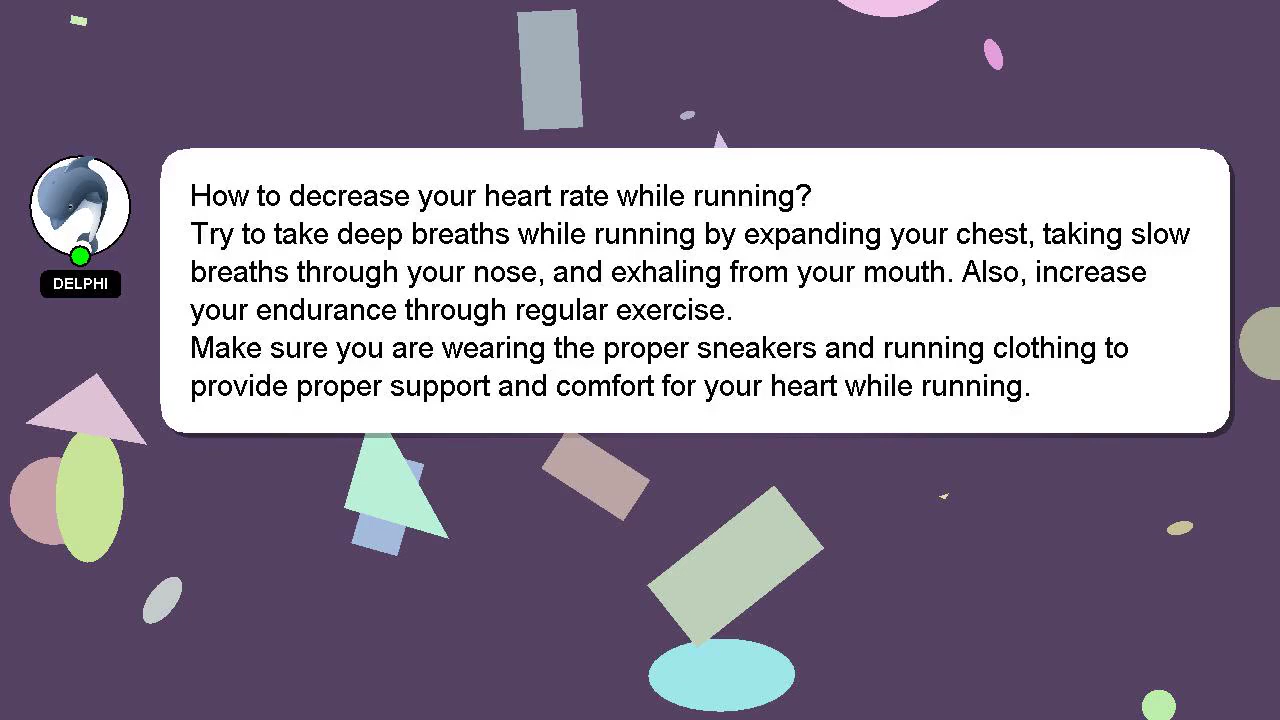 How to decrease your heart rate while running?
Try to take deep breaths while running by expanding your chest, taking slow
breaths through your nose, and exhaling from your mouth. Also, increase
your endurance through regular exercise.
Make sure you are wearing the proper sneakers and running clothing to
provide proper support and comfort for your heart while running.
DELPHI